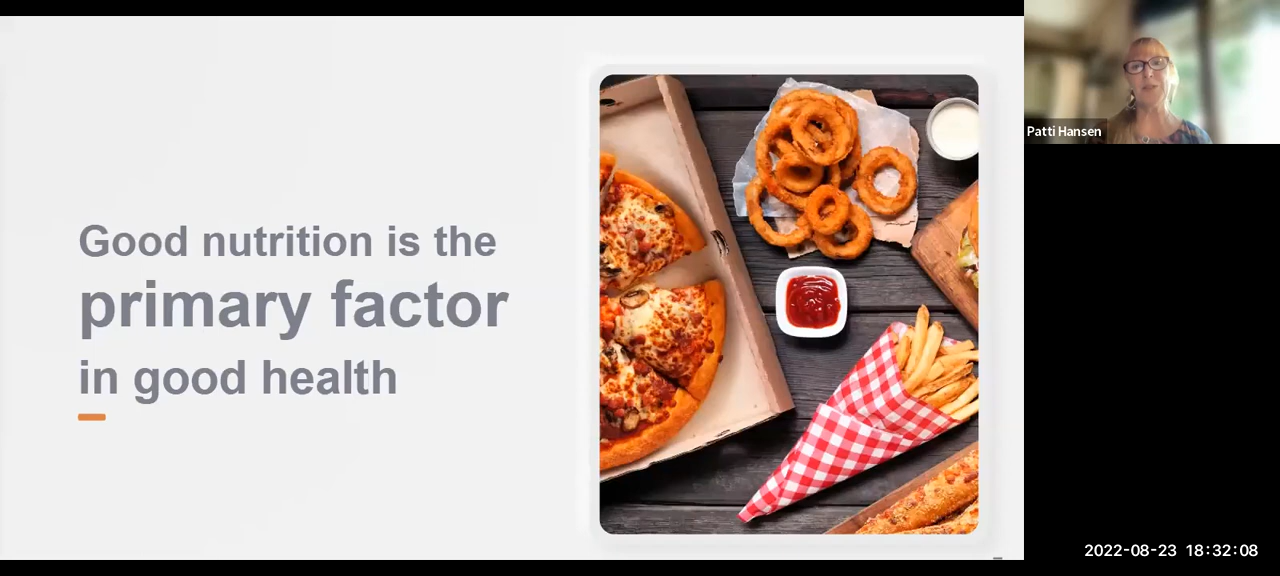 Good nutrition is the
primary factor
in good health
Patti Hansen
2022-08-23 18:32:08